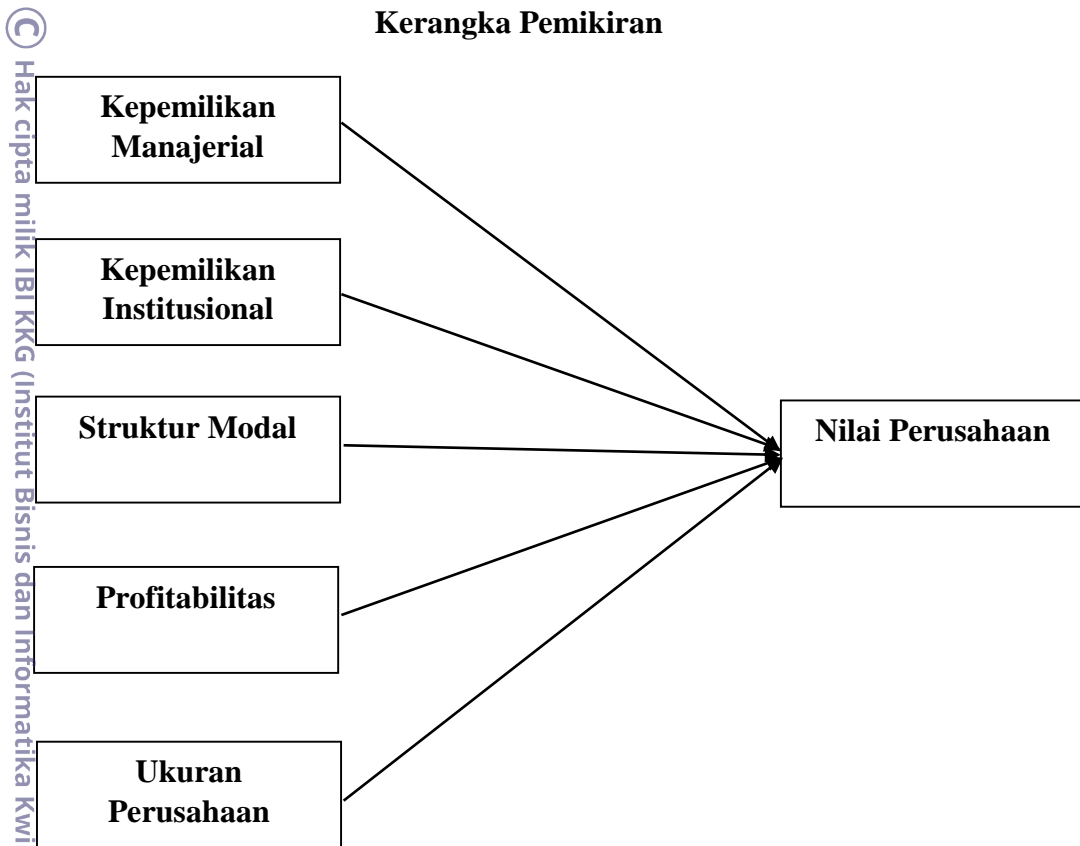 Kerangka Pemikiran
© Hak cipta milik IBI KKG (Institut Bisnis dan Informatika Kwi
Kepemilikan
Manajerial
Kepemilikan
Institusional
Struktur Modal
Nilai Perusahaan
Profitabilitas
Ukuran
Perusahaan